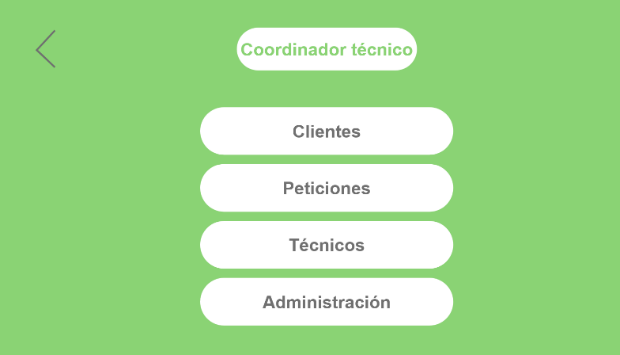 Coordinador técnico
Clientes
Peticiones
Técnicos
Administración